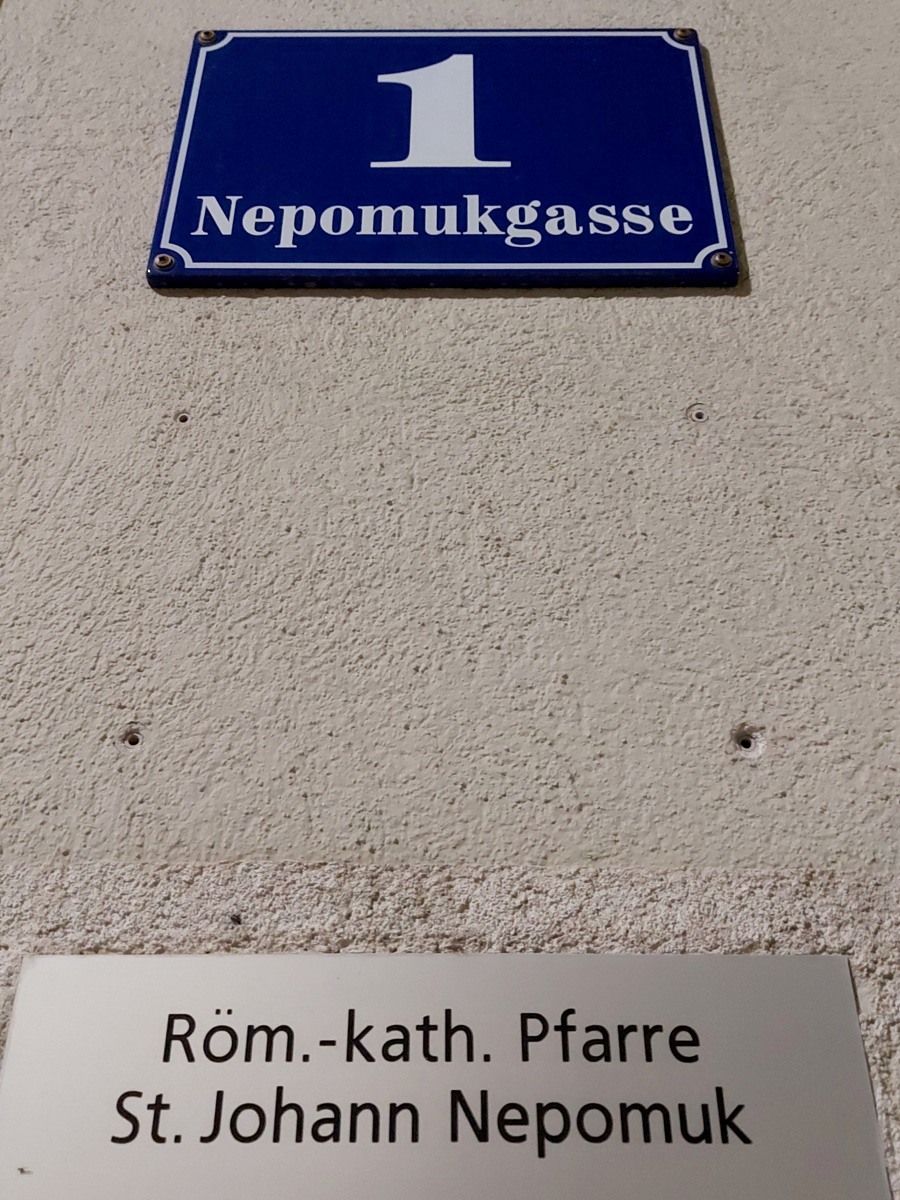 1
Nepomukgasse
Röm.-kath. Pfarre
St. Johann Nepomuk